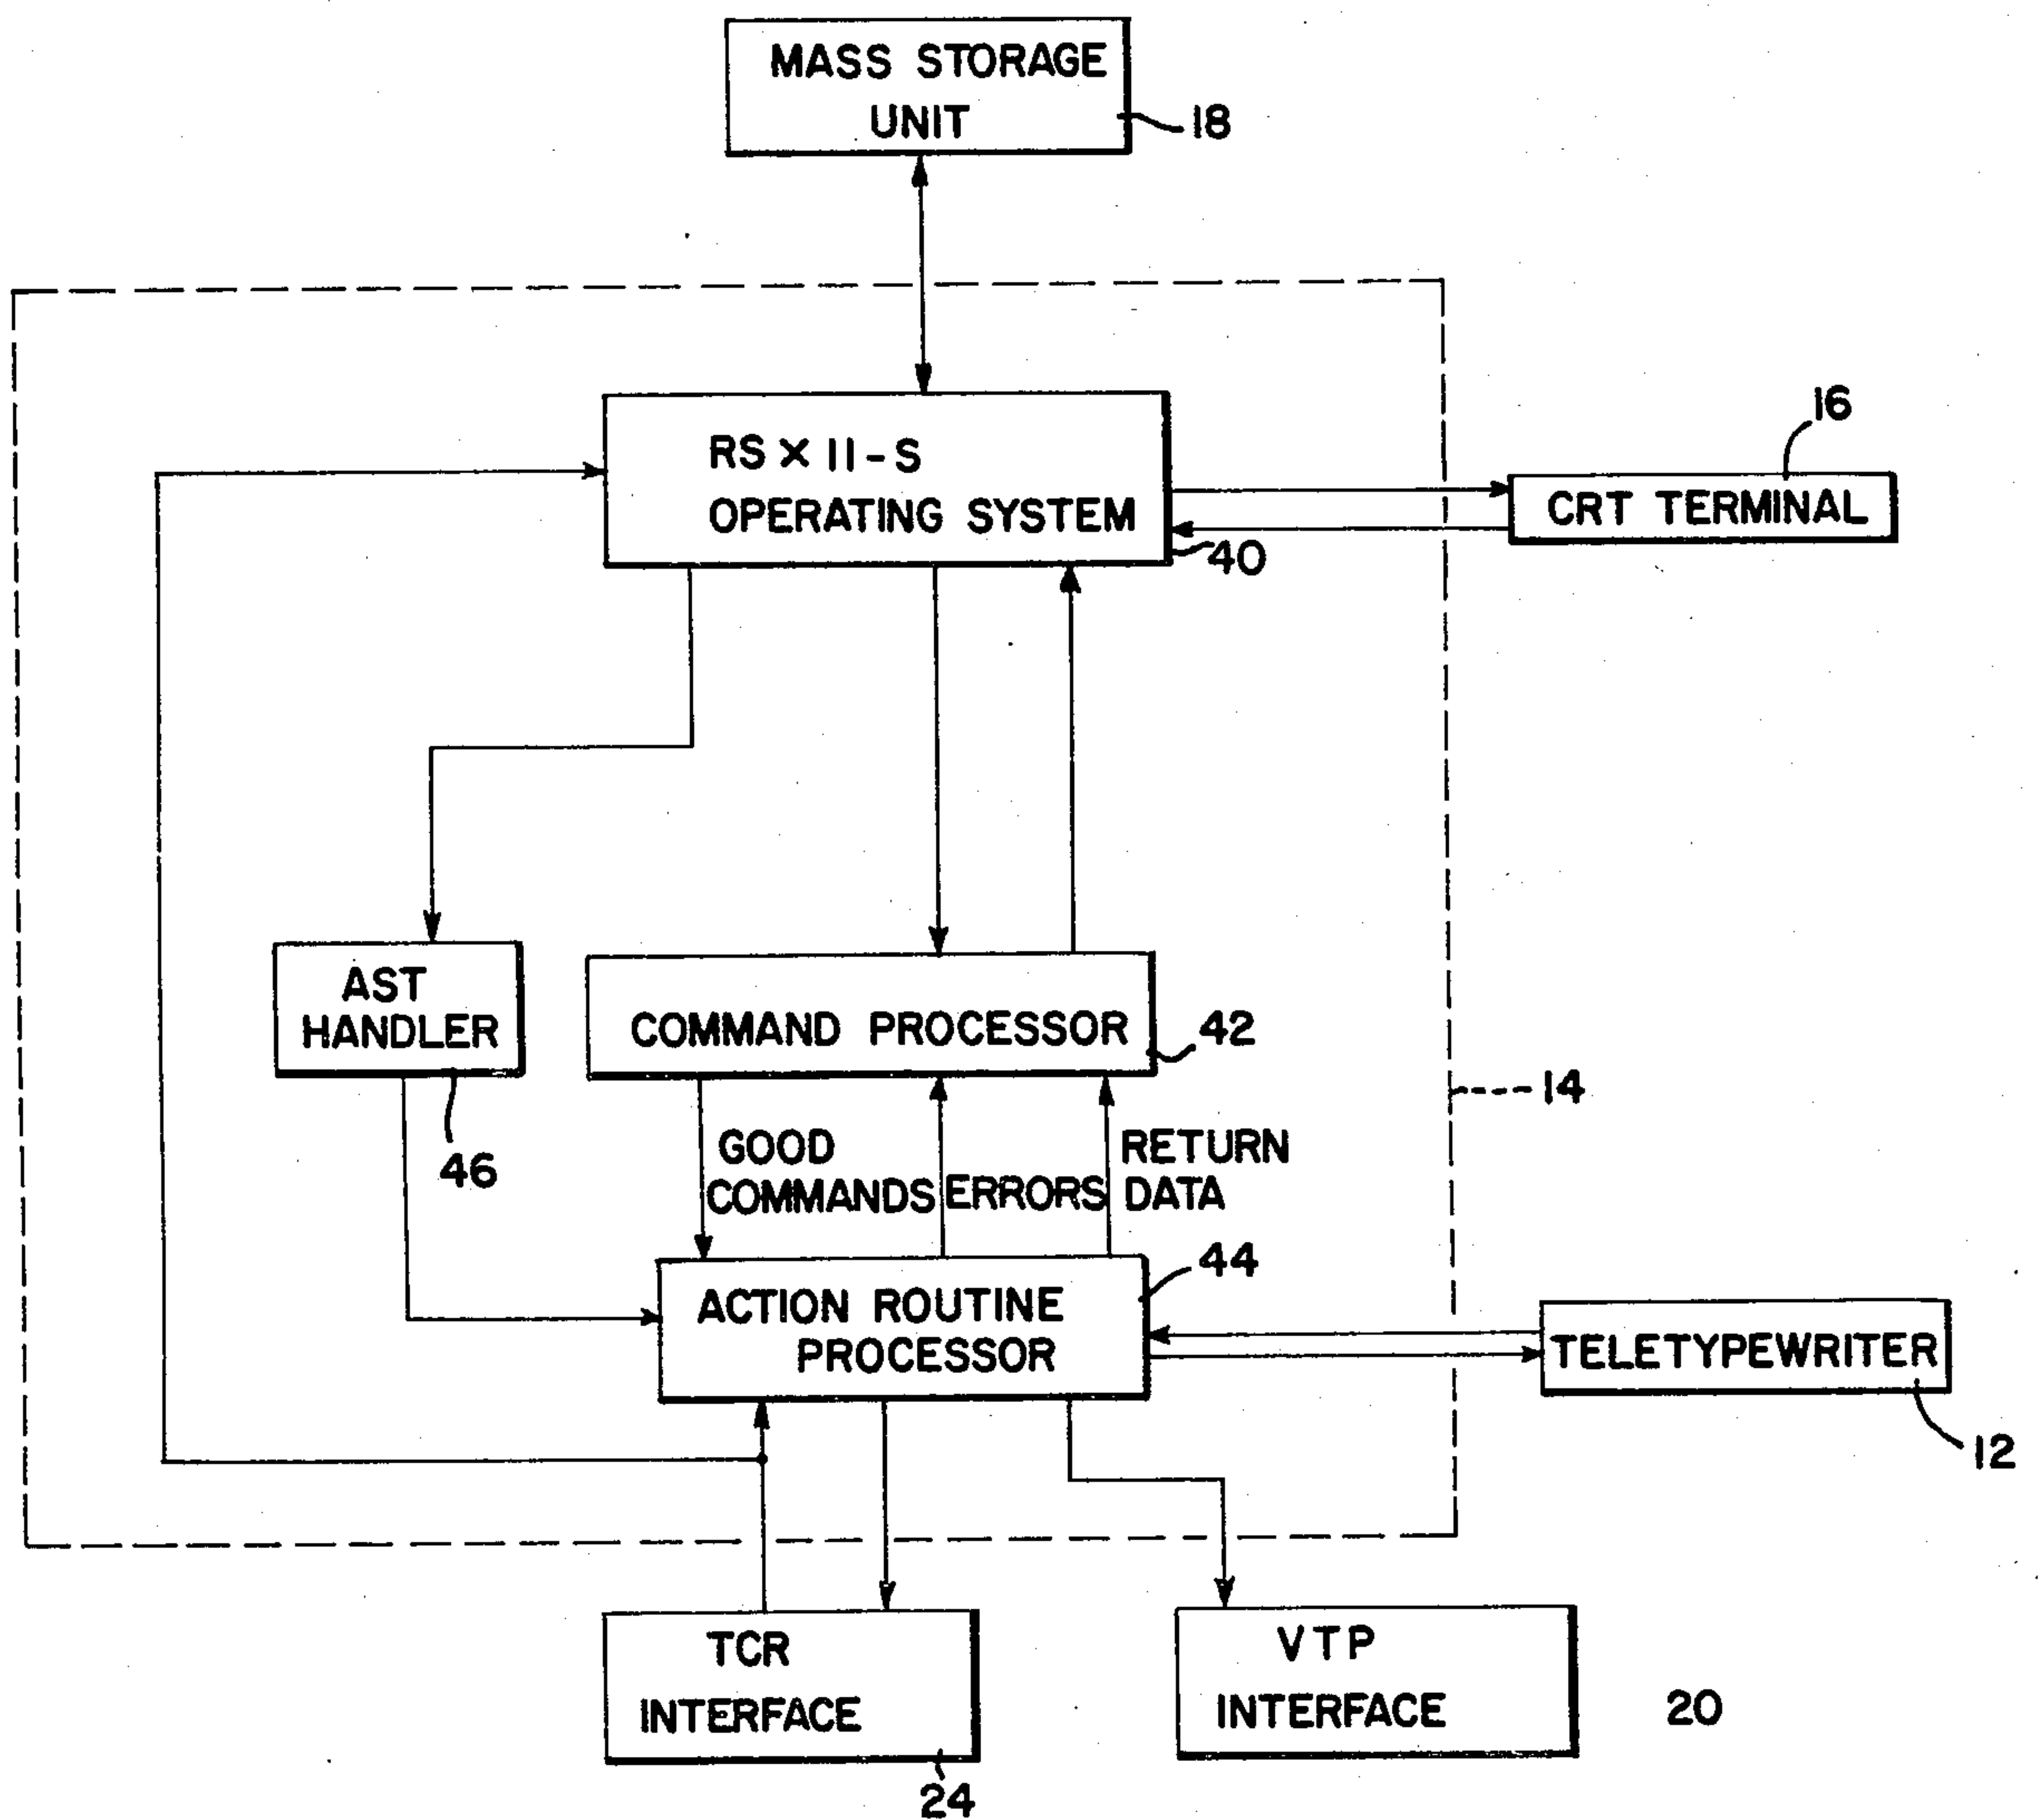 MASS STORAGE
UNIT
18
RS × 11-S
OPERATING SYSTEM
40
16
CRT TERMINAL
AST
HANDLER
46
COMMAND PROCESSOR
42
14
GOOD
COMMANDS
ERRORS
RETURN
DATA
44
ACTION ROUTINE
PROCESSOR
TELETYPEWRITER
12
TCR
INTERFACE
24
VTP
INTERFACE
20